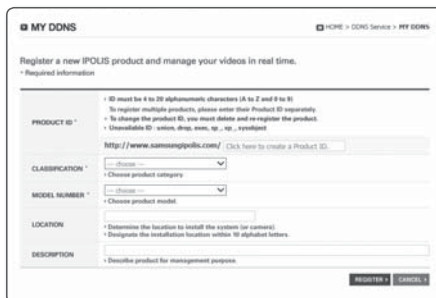 MY DDNS
HOME > DDNS Service > MY DDNS
Register a new IPOLIS product and manage your videos in real time.
* Required information
PRODUCT ID *
• ID must be 4 to 20 alphanumeric characters (A to Z and 0 to 9)
To register multiple products, please enter their Product ID separately.
• To change the product ID, you must delete and re-register the product.
• Unavailable ID : union, drop, exec, sp_, xp_, sysobject
http://www.samsungipolis.com/ Click here to create a Product ID.
CLASSIFICATION *
--- choose ---
• Choose product category
MODEL NUMBER *
--- choose ---
• Choose product model.
LOCATION
• Determine the location to install the system (or camera)
• Designate the installation location within 10 alphabet letters.
DESCRIPTION
• Describe product for management purpose.
REGISTER >
CANCEL >